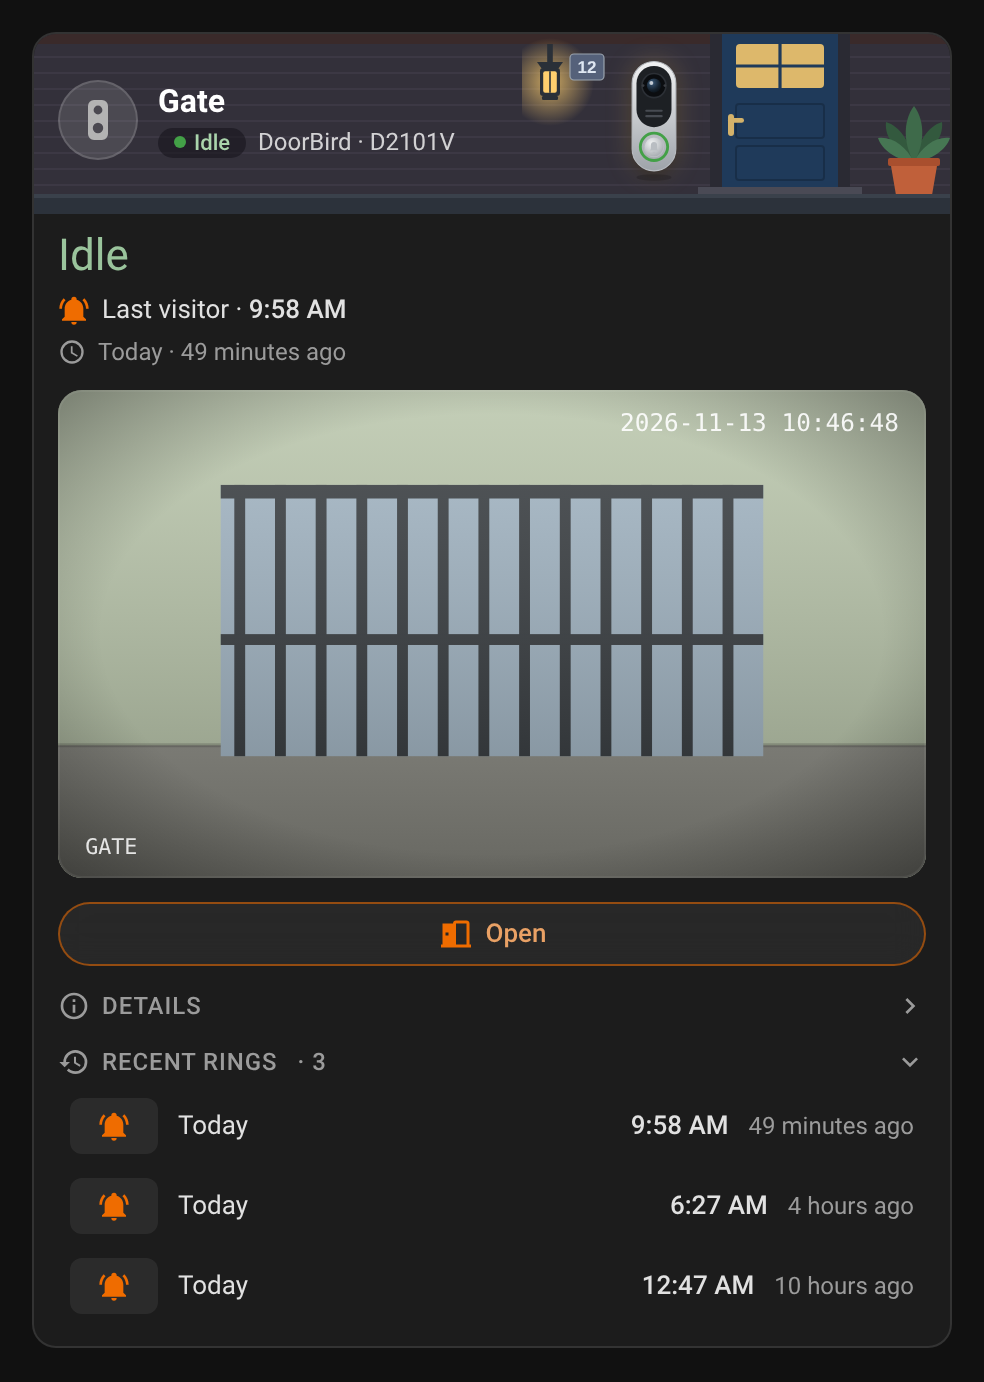 12
Gate
Idle DoorBird · D2101V
Idle
Last visitor · 9:58 AM
Today · 49 minutes ago
2026-11-13 10:46:48
GATE
Open
DETAILS
RECENT RINGS · 3
Today 9:58 AM 49 minutes ago
Today 6:27 AM 4 hours ago
Today 12:47 AM 10 hours ago